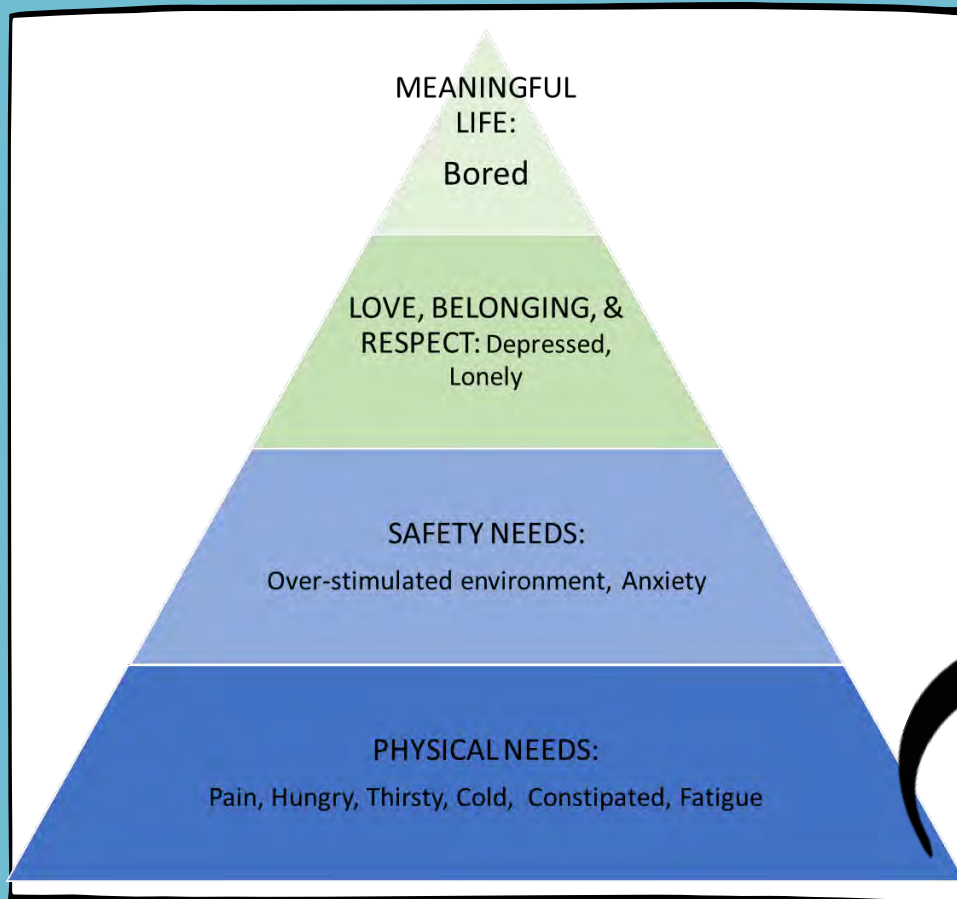 MEANINGFUL
LIFE:
Bored
LOVE, BELONGING, &
RESPECT: Depressed,
Lonely
SAFETY NEEDS:
Over-stimulated environment, Anxiety
PHYSICAL NEEDS:
Pain, Hungry, Thirsty, Cold, Constipated, Fatigue